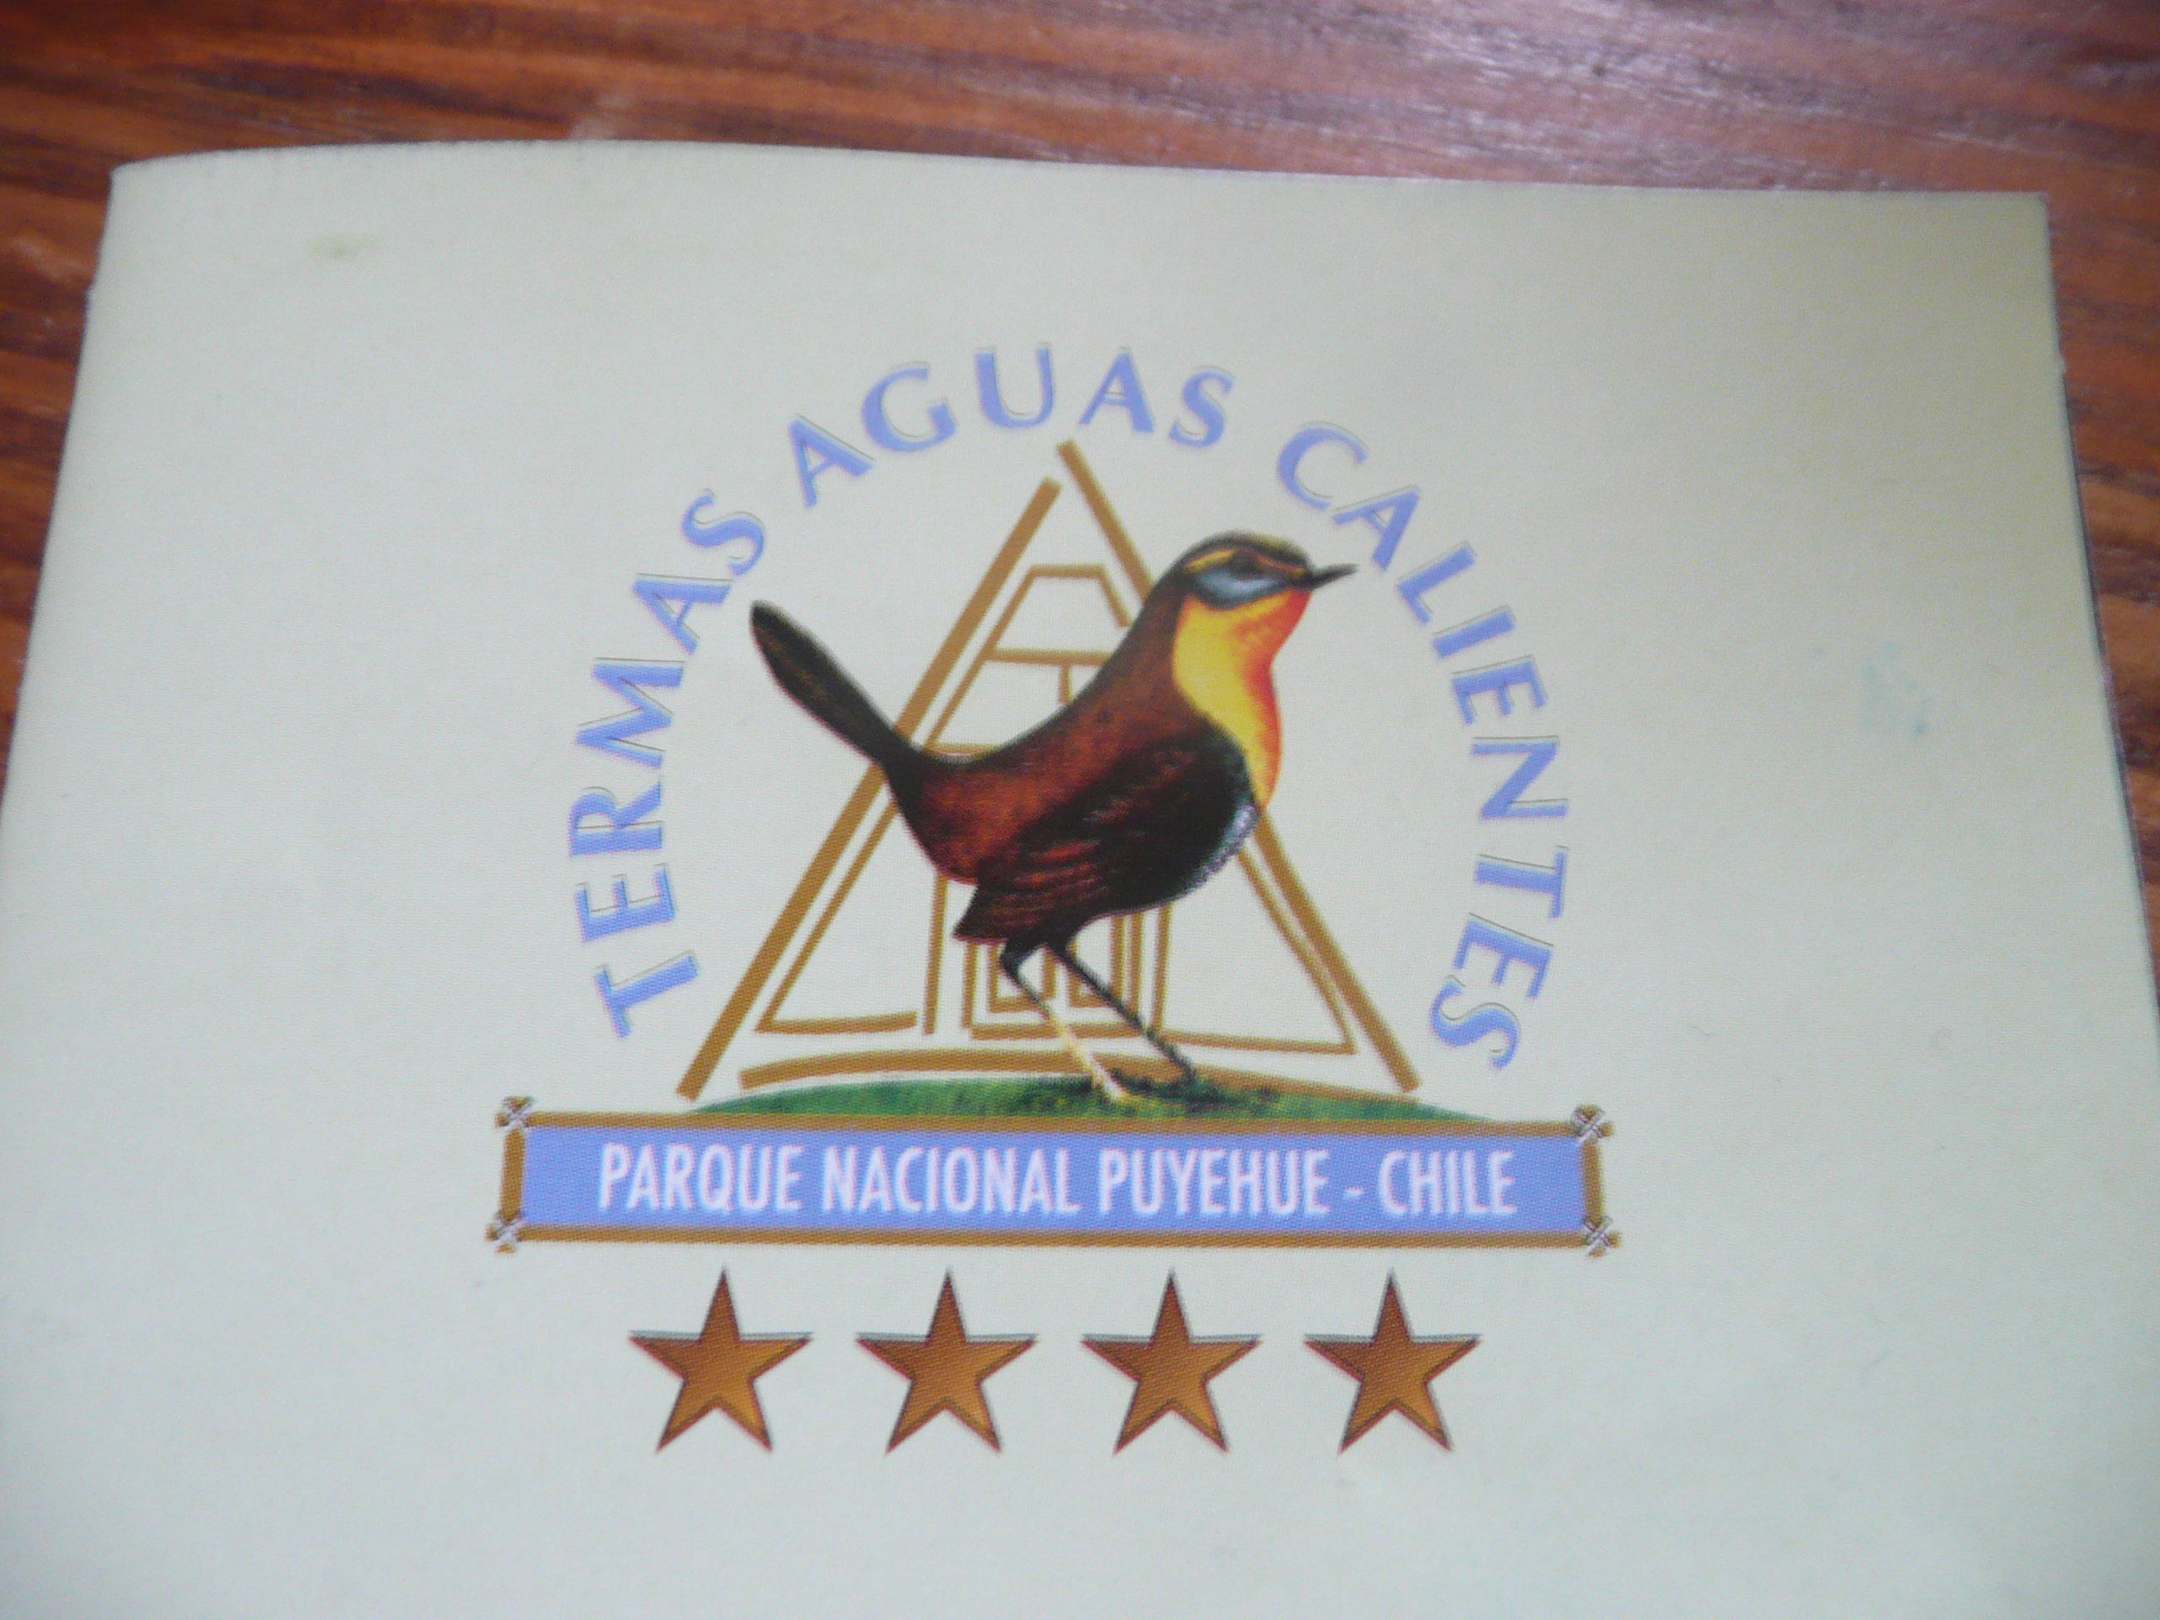 TERMAS AGUAS CALIENTES
PARQUE NACIONAL PUYEHUE - CHILE